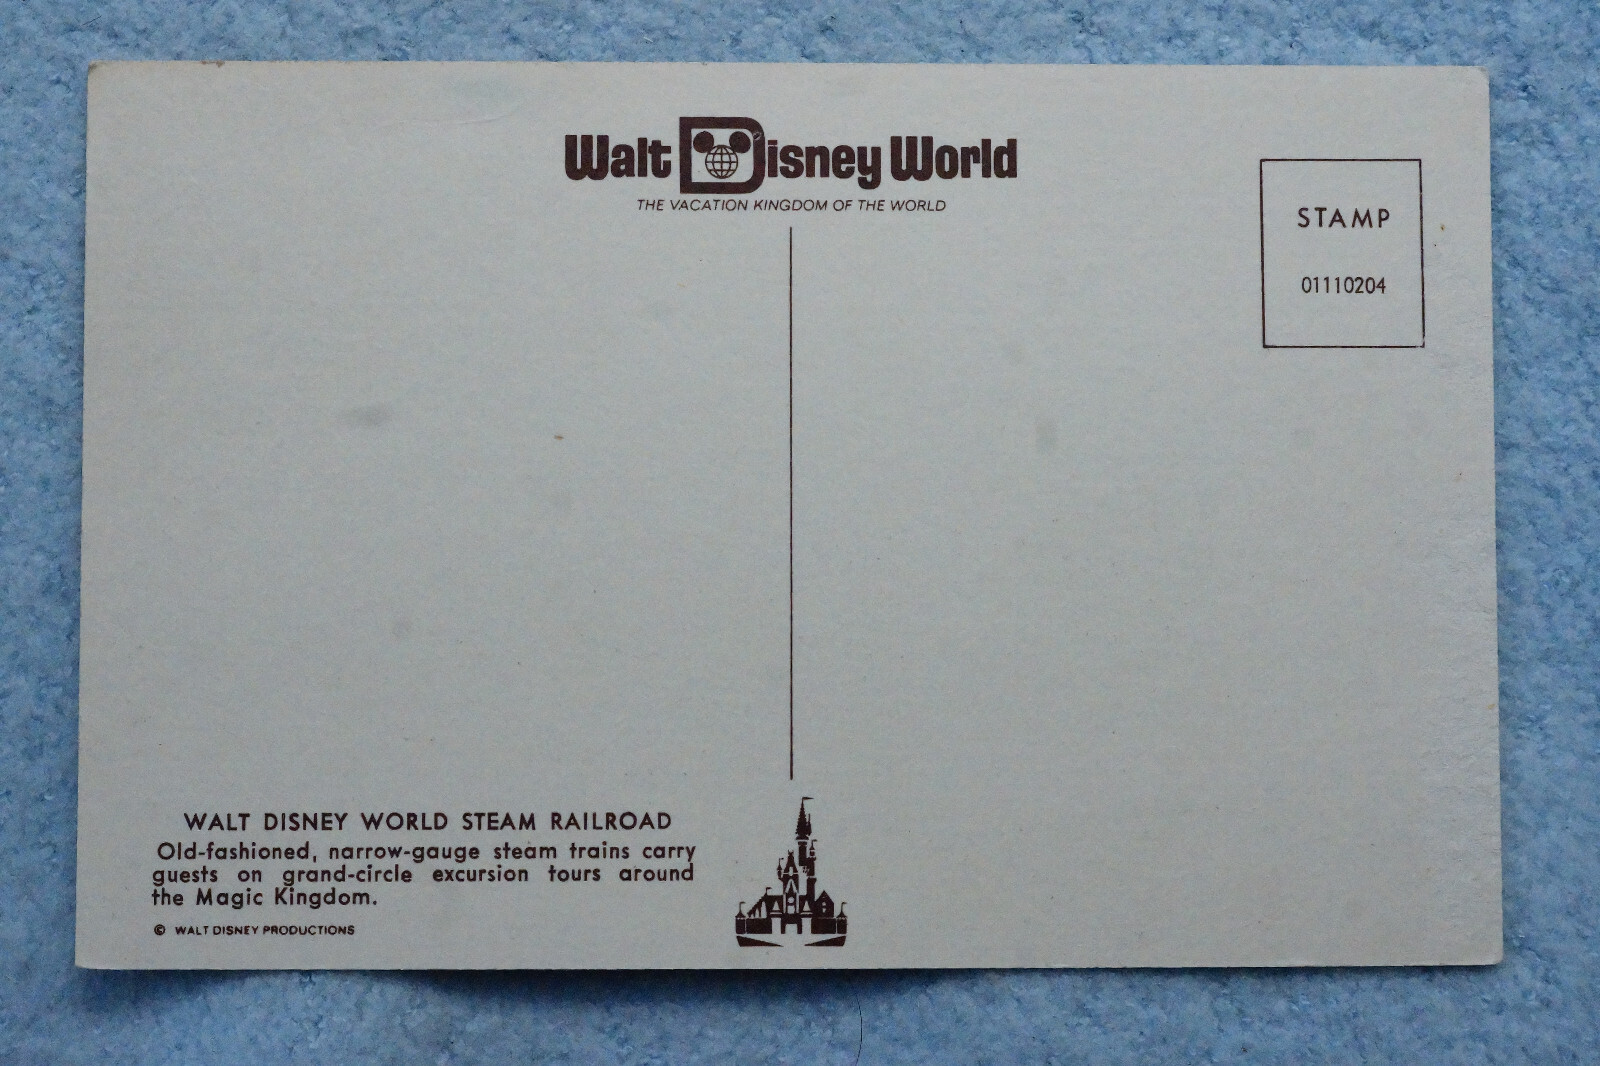 Walt Disney World
THE VACATION KINGDOM OF THE WORLD
STAMP
01110204
WALT DISNEY WORLD STEAM RAILROAD
Old-fashioned, narrow-gauge steam trains carry
guests on grand-circle excursion tours around
the Magic Kingdom.
© WALT DISNEY PRODUCTIONS